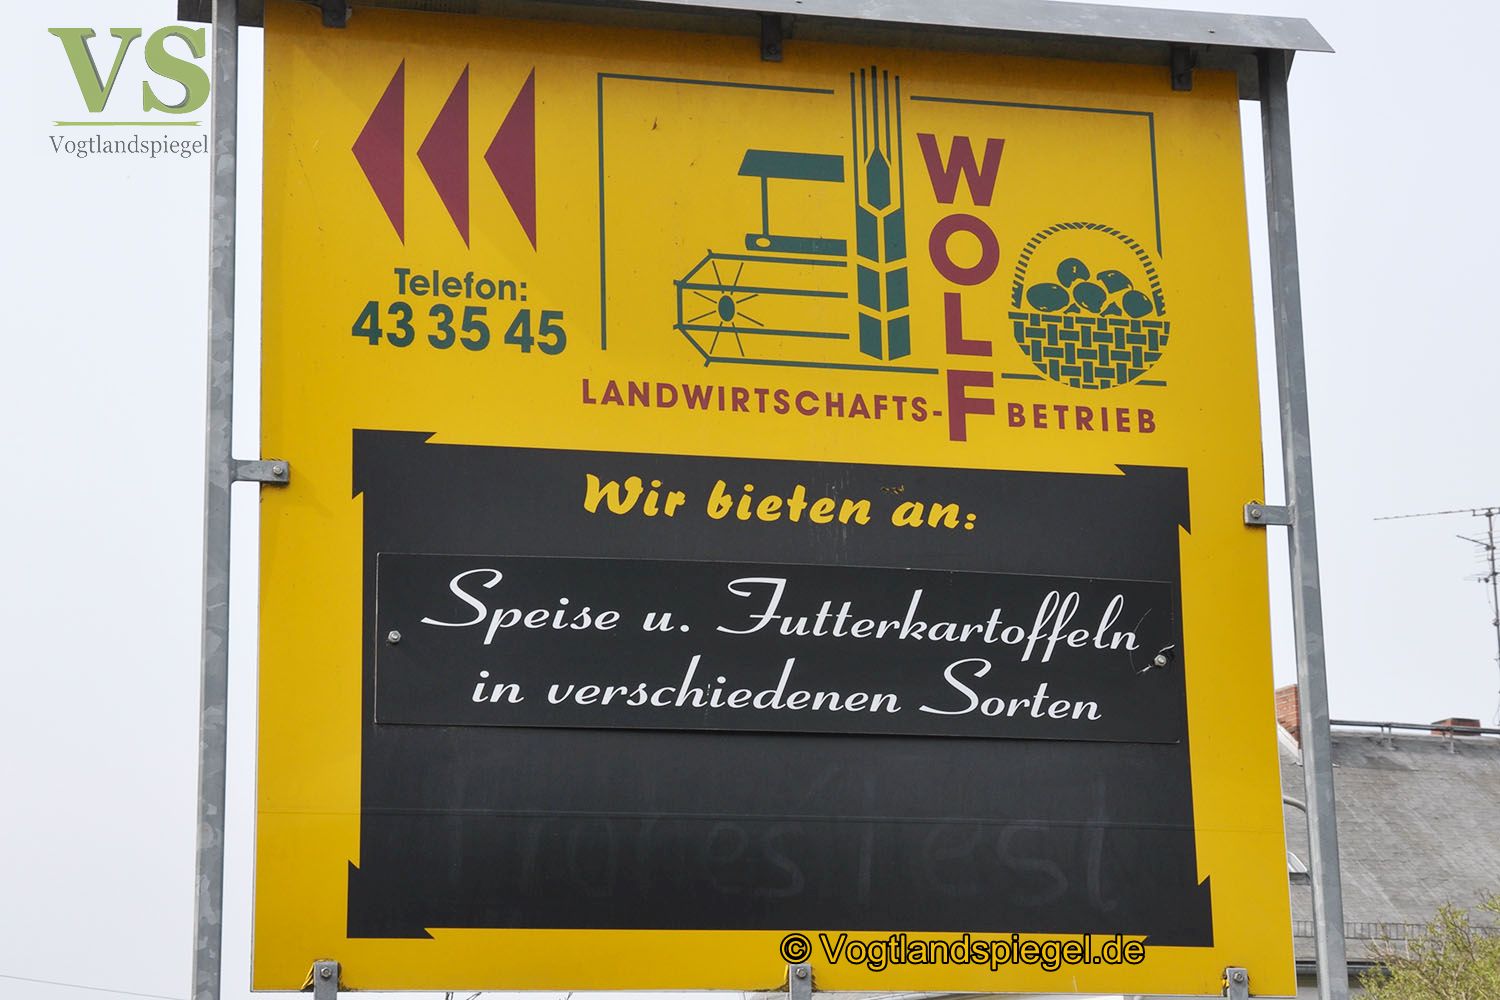 VS
Vogtlandspiegel
Telefon:
43 35 45
WOLF
LANDWIRTSCHAFTS-BETRIEB
Wir bieten an:
Speise u. Futterkartoffeln
in verschiedenen Sorten
© Vogtlandspiegel.de